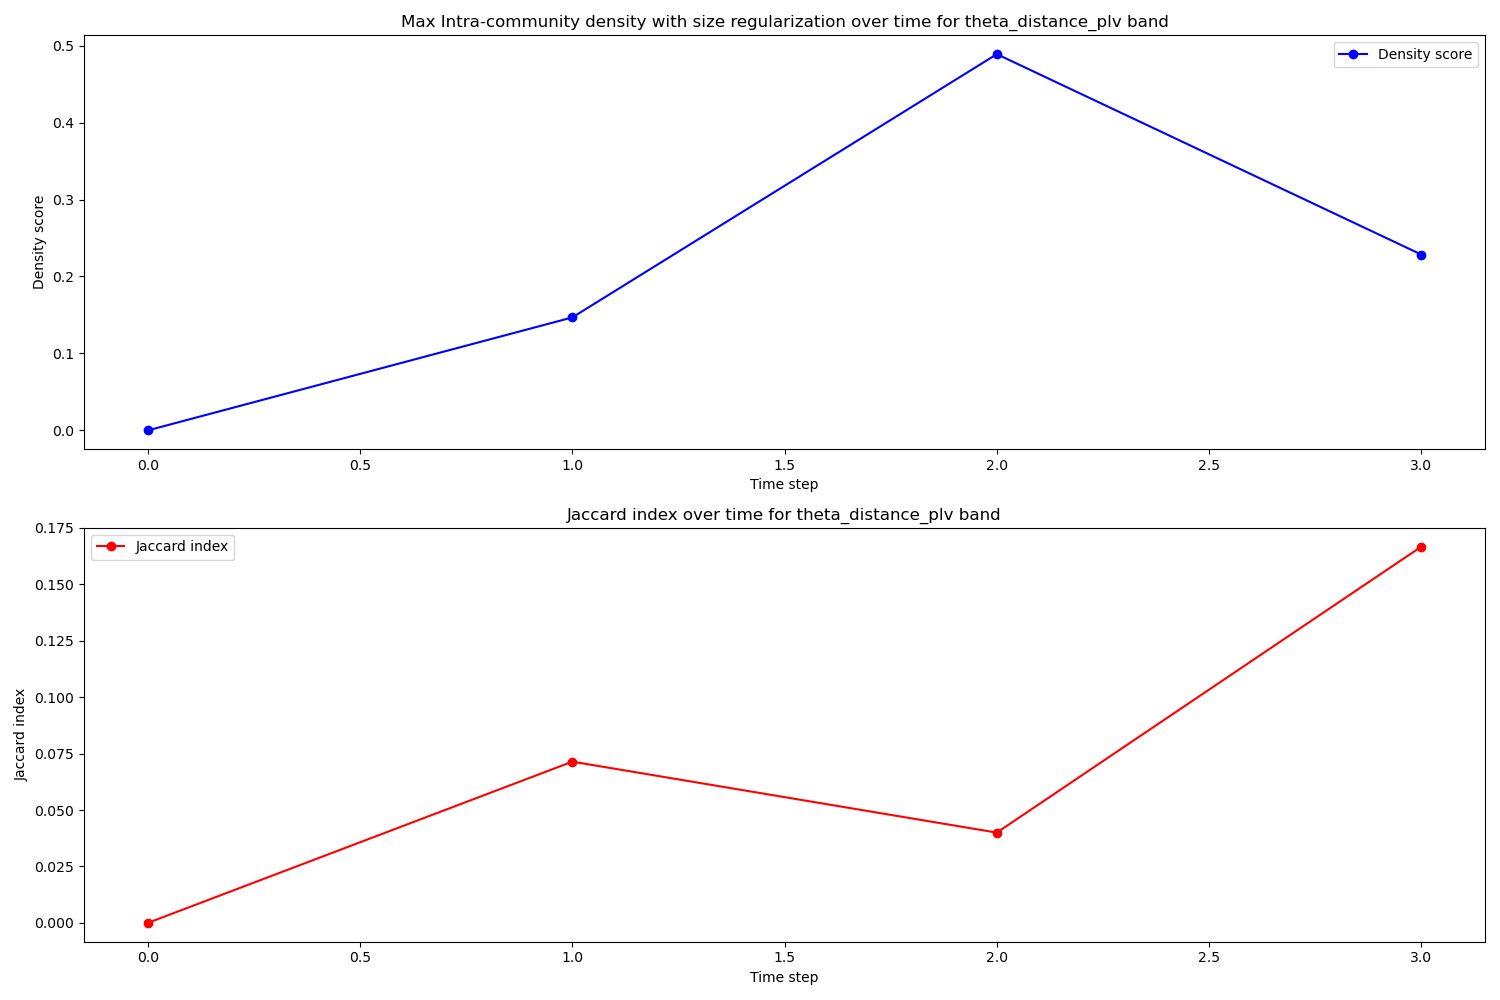 Max Intra-community density with size regularization over time for theta_distance_plv band
Density score
0.5
0.4
0.3
0.2
0.1
0.0
Density score
0.0 0.5 1.0 1.5 2.0 2.5 3.0
Time step
Jaccard index over time for theta_distance_plv band
Jaccard index
0.175
0.150
0.125
0.100
0.075
0.050
0.025
0.000
Jaccard index
0.0 0.5 1.0 1.5 2.0 2.5 3.0
Time step